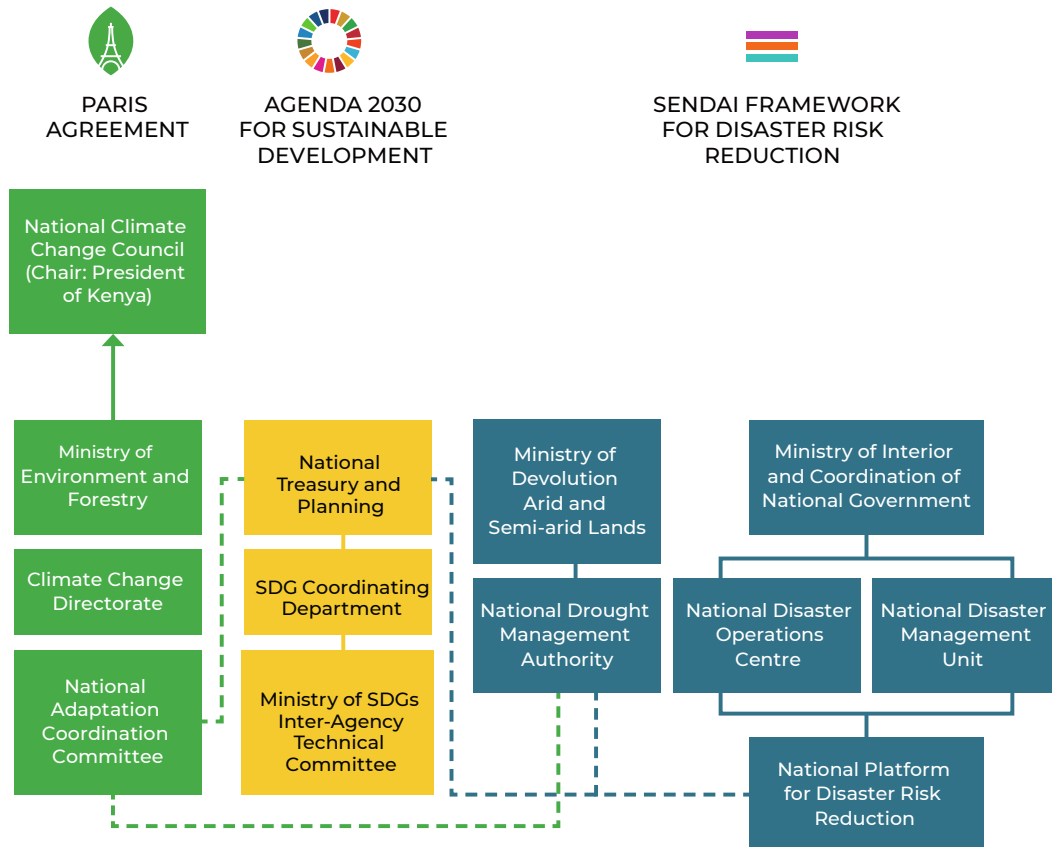 PARIS
AGREEMENT
AGENDA 2030
FOR SUSTAINABLE
DEVELOPMENT
SENDAI FRAMEWORK
FOR DISASTER RISK
REDUCTION
National Climate
Change Council
(Chair: President
of Kenya)
Ministry of
Environment and
Forestry
Climate Change
Directorate
National
Adaptation
Coordination
Committee
National
Treasury and
Planning
SDG Coordinating
Department
Ministry of SDGs
Inter-Agency
Technical
Committee
Ministry of
Devolution
Arid and
Semi-arid Lands
National Drought
Management
Authority
Ministry of Interior
and Coordination of
National Government
National Disaster
Operations
Centre
National Disaster
Management
Unit
National Platform
for Disaster Risk
Reduction